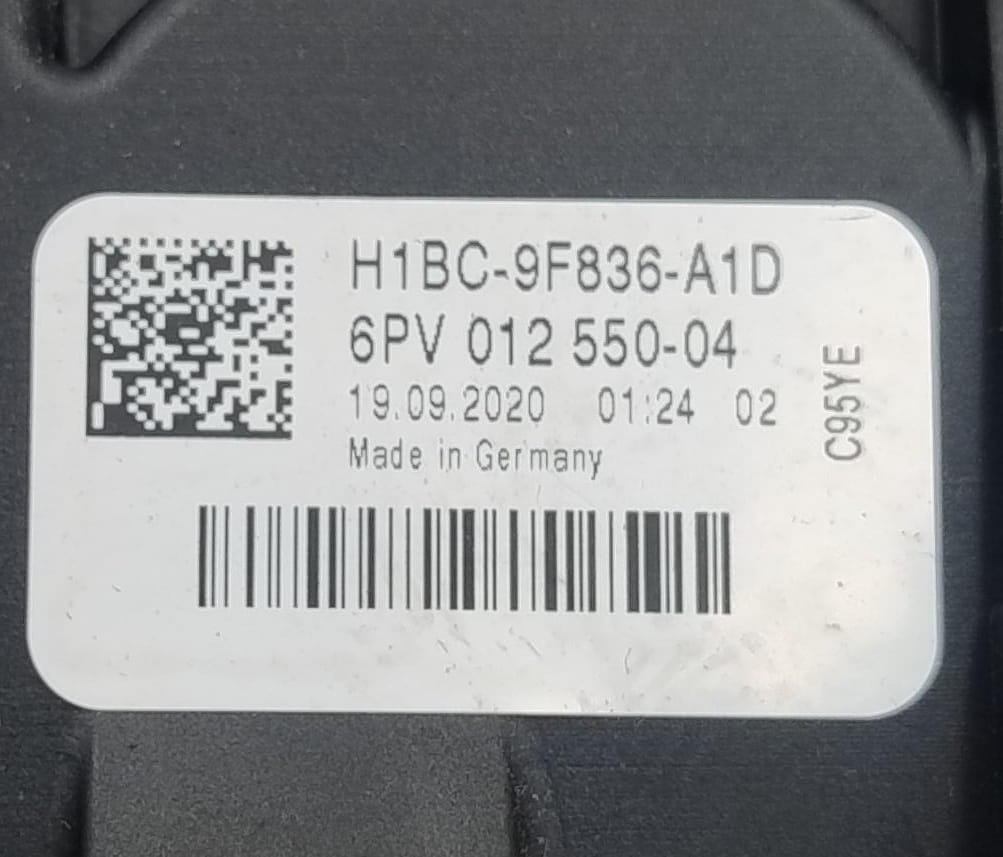 H1BC-9F836-A1D
6PV 012 550-04
19.09.2020 01:24 02
Made in Germany
C95YE